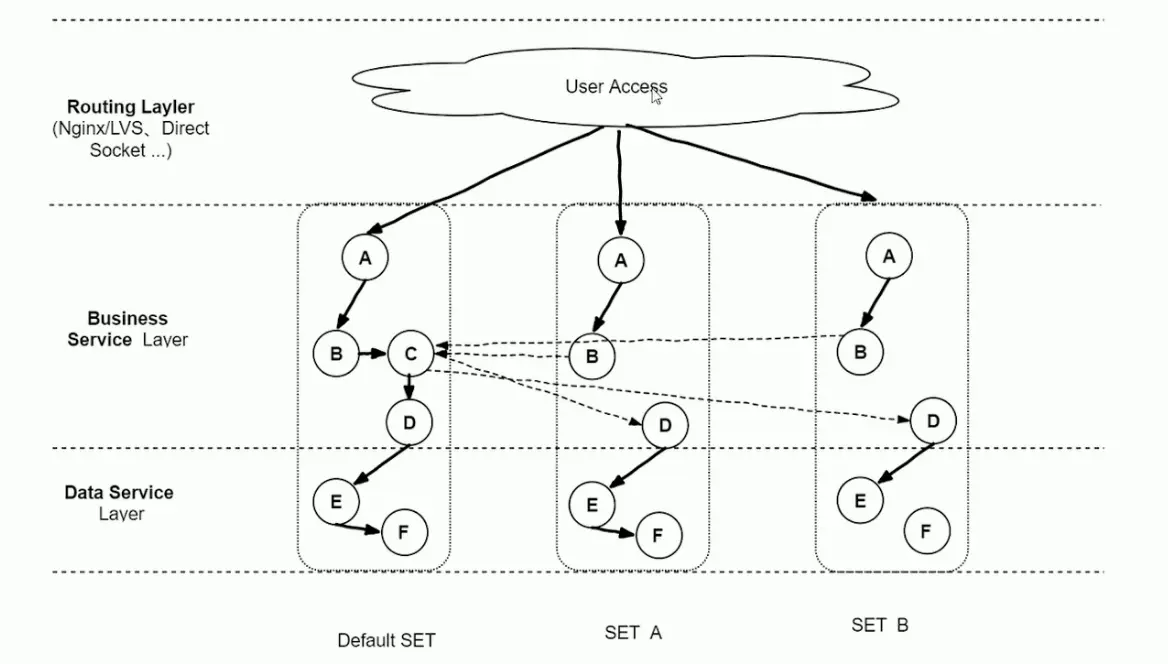 User Access
Routing Layler
(Nginx/LVS、Direct
Socket ...)
A
A
A
Business
Service Layer
B
C
B
B
D
D
D
Data Service
Layer
E
F
E
F
E
F
Default SET
SET A
SET B